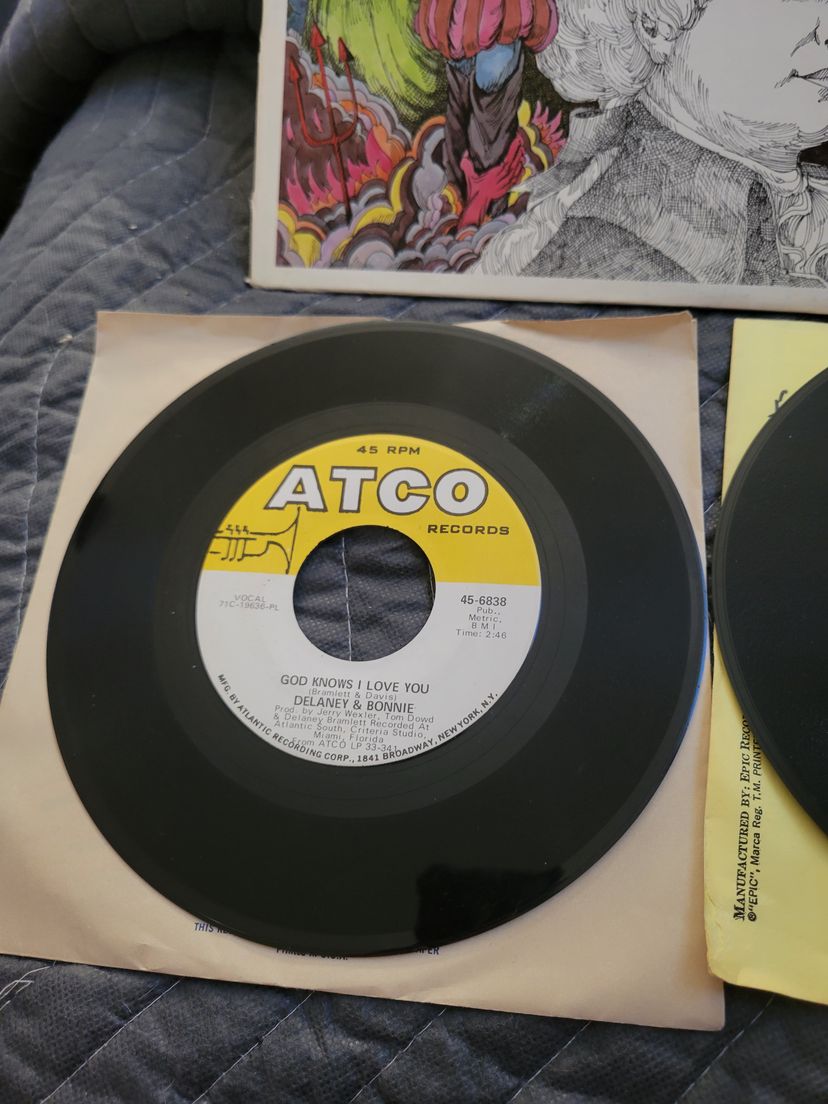 45 RPM
ATCO
RECORDS
VOCAL
71C-19636-PL
45-6838
Pub.,
Metric,
BMI
Time: 2:46
GOD KNOWS I LOVE YOU
(Bramlett & Davis)
DELANEY & BONNIE
Prod. by Jerry Wexler, Tom Dowd
& Delaney Bramlett Recorded At
Atlantic South, Criteria Studio,
Miami, Florida
From ATCO LP 33-341
MFG. BY ATLANTIC RECORDING CORP., 1841 BROADWAY, NEW YORK, N.Y.
THIS
MANUFACTURED BY: EPIC
®"EPIC", Marca Reg. T.M.